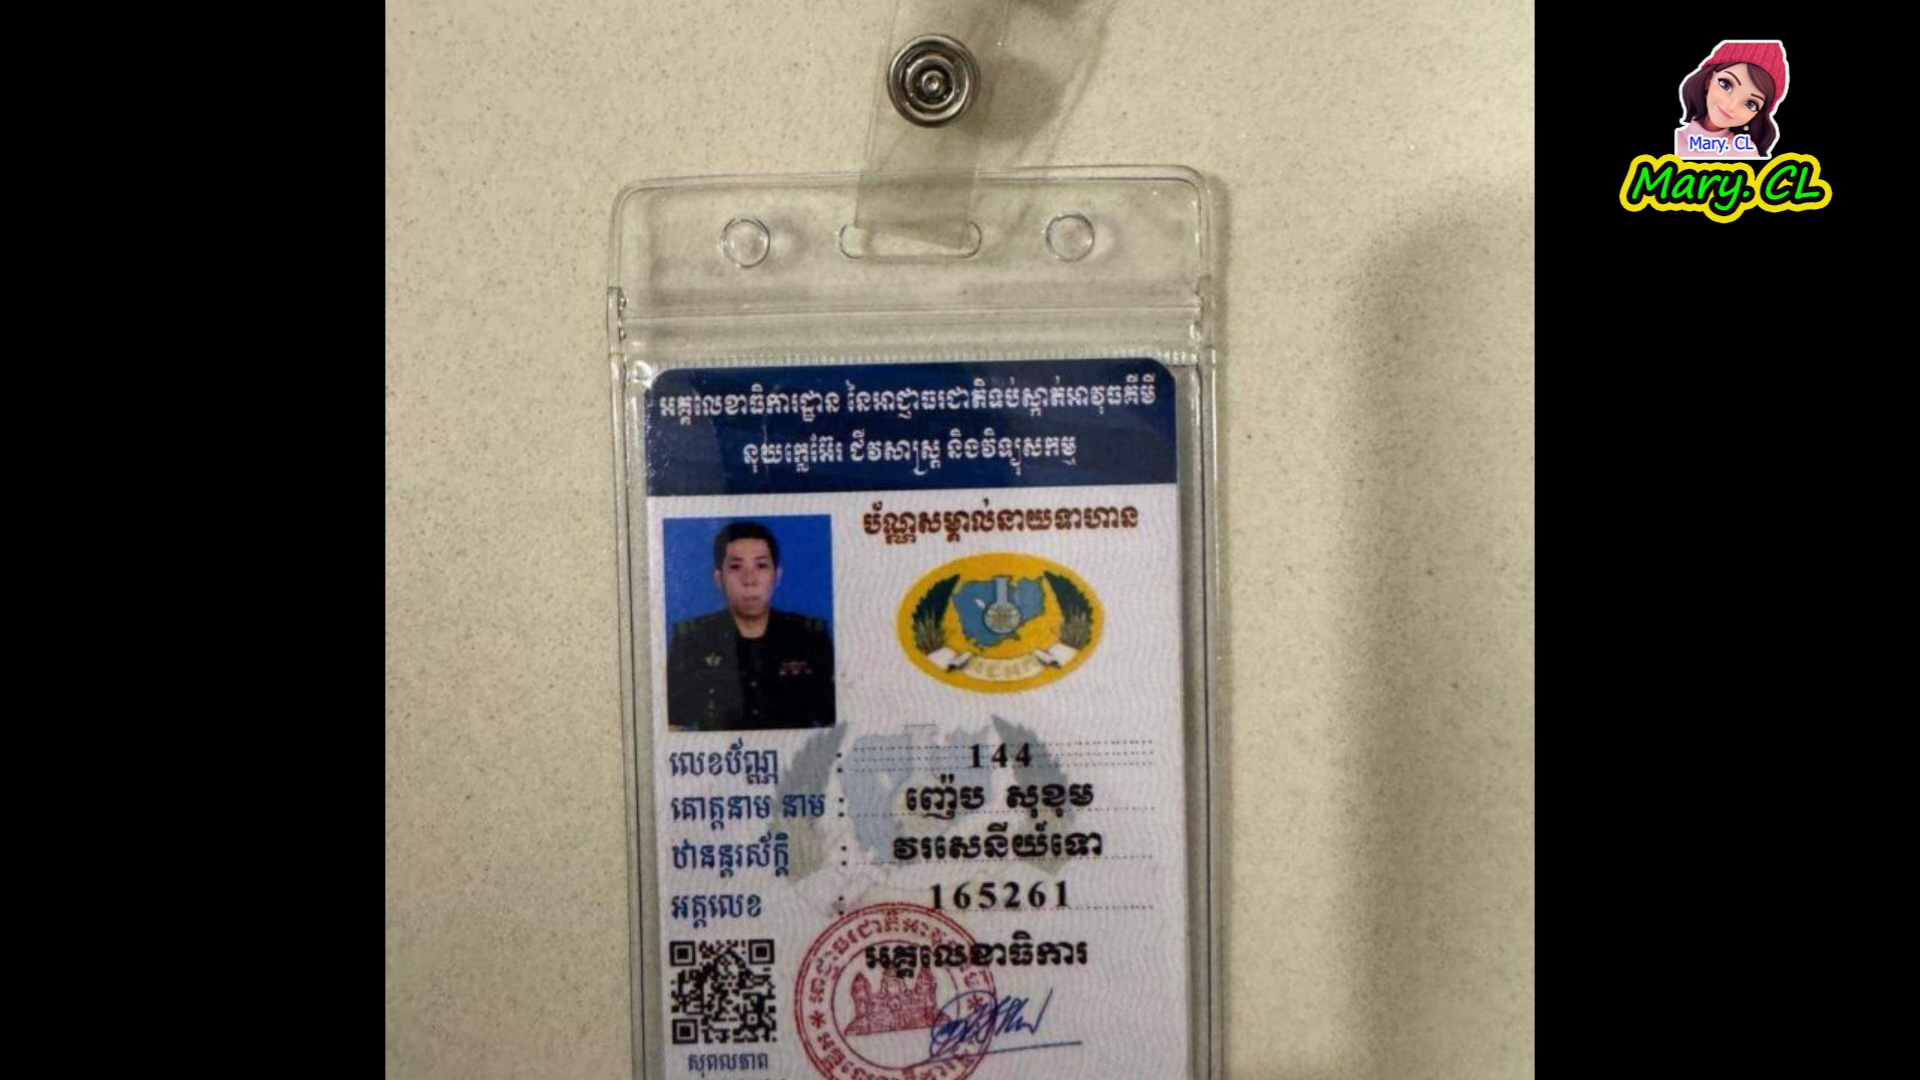 Mary. CL
Mary. CL
អគ្គលេខាធិការដ្ឋាន នៃអាជ្ញាធរជាតិទប់ស្កាត់អាវុធគីមី
នុយក្លេអ៊ែរ ជីវសាស្ត្រ និងវិទ្យុសកម្ម
ប័ណ្ណសម្គាល់នាយទាហាន
លេខប័ណ្ណ : 144
គោត្តនាម នាម : ញ៉េប សុខុម
ឋានន្តរស័ក្តិ : វរសេនីយ៍ទោ
អត្តលេខ : 165261
អគ្គលេខាធិការ
សុពលភាព